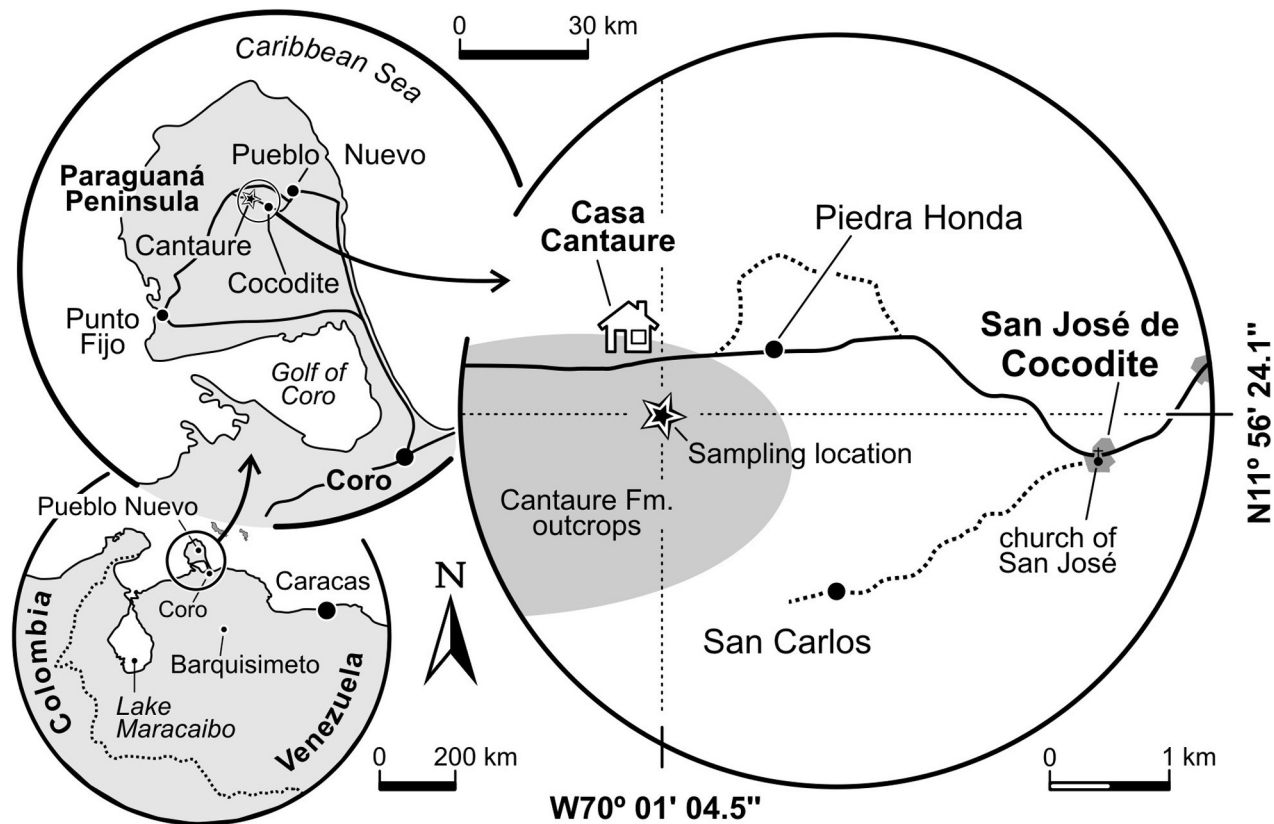 0 30 km
Caribbean Sea
Pueblo Nuevo
Paraguaná
Peninsula
Cantaure
Cocodite
Punto
Fijo
Golf of
Coro
Coro
Casa
Cantaure
Piedra Honda
San José de
Cocodite
Sampling location
Cantaure Fm.
outcrops
church of
San José
San Carlos
N11º 56' 24.1"
W70º 01' 04.5"
0 1 km
Pueblo Nuevo
Coro
Caracas
Barquisimeto
Lake
Maracaibo
Colombia
Venezuela
N
0 200 km